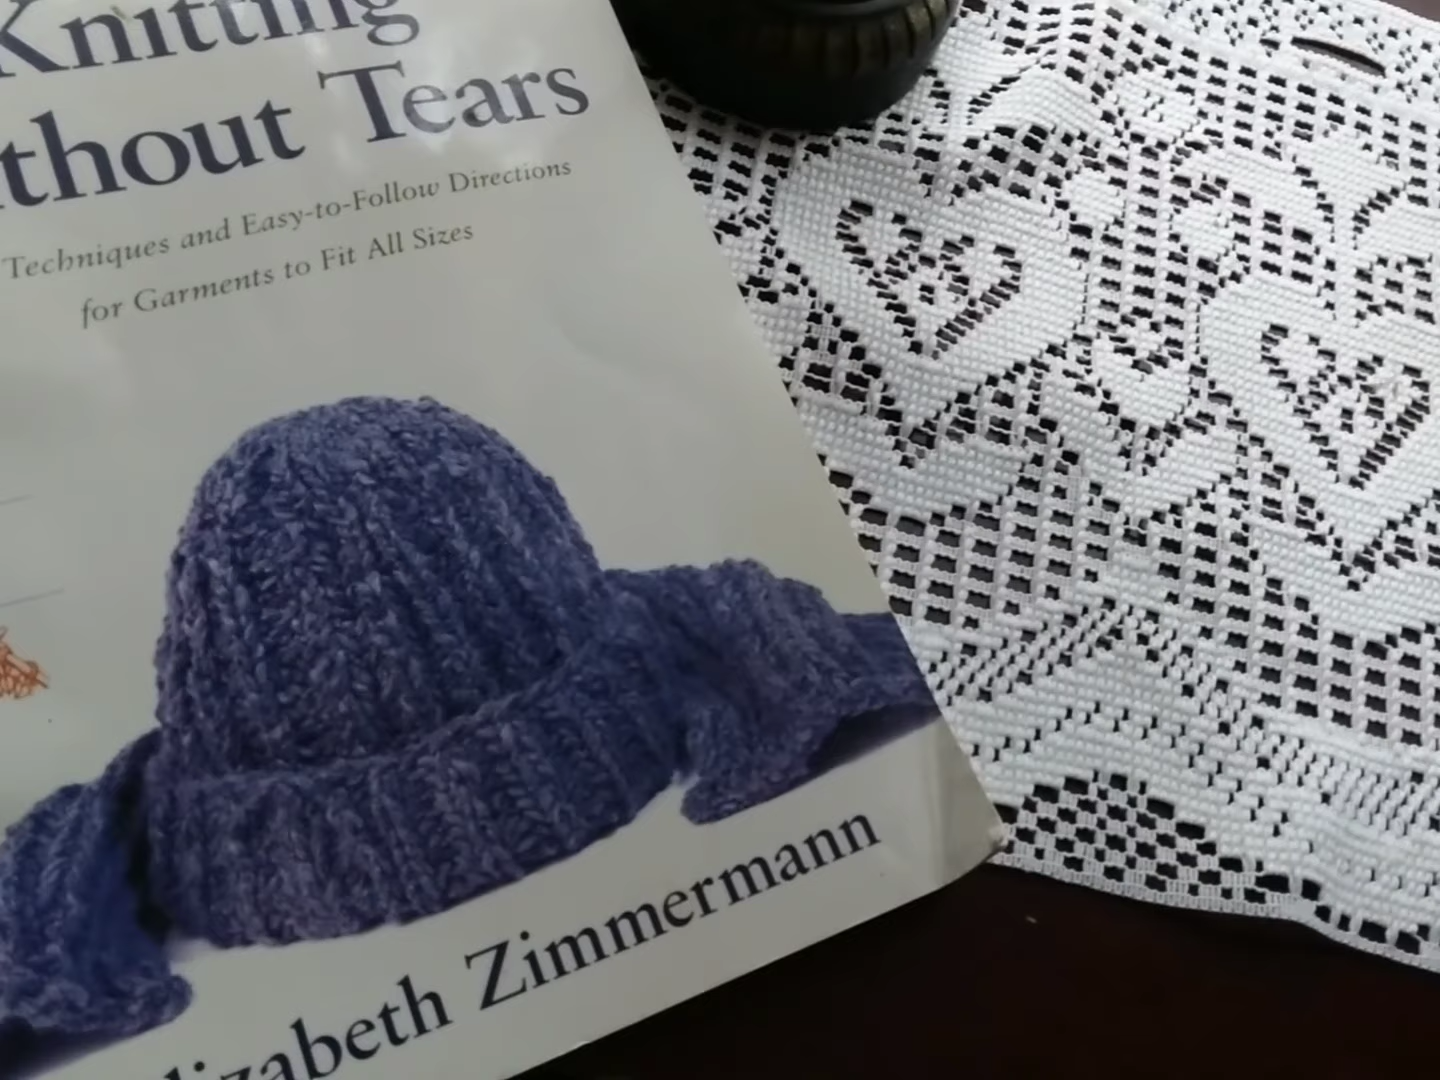 Knitting
thout Tears
Techniques and Easy-to-Follow Directions
for Garments to Fit All Sizes
lizabeth Zimmermann